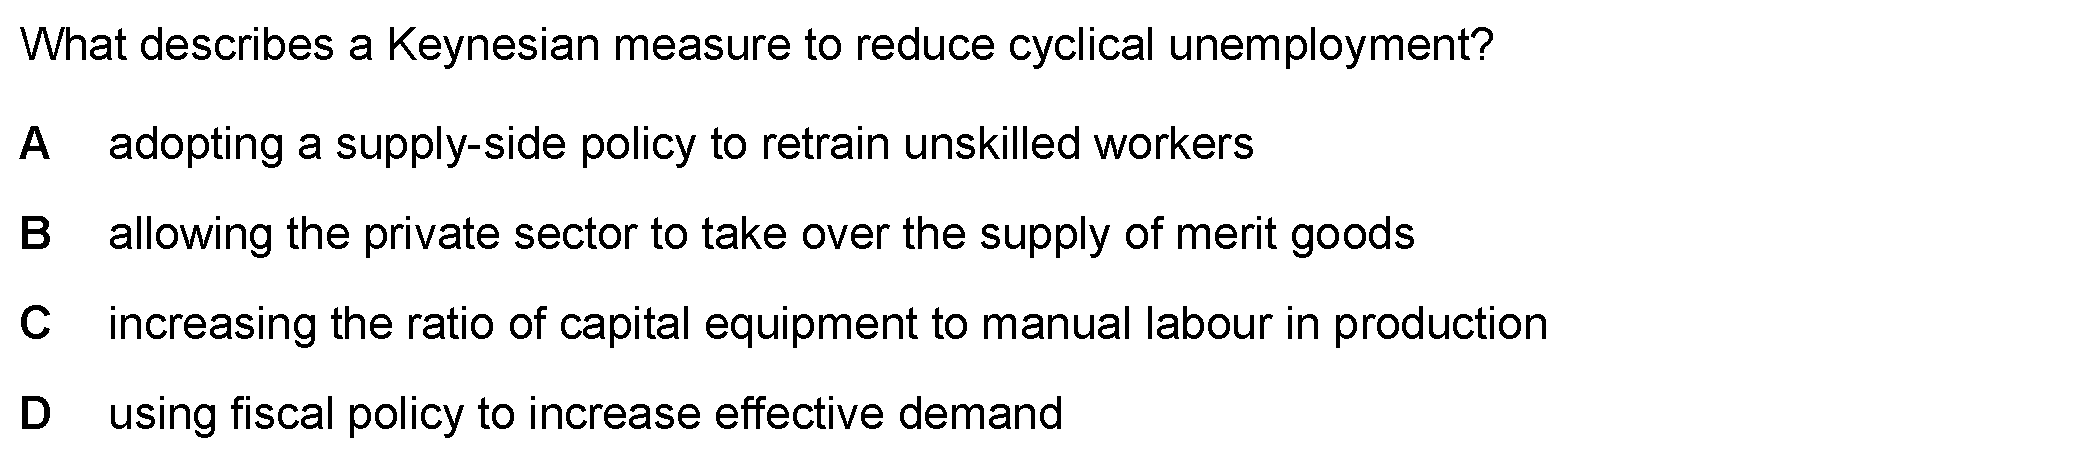 What describes a Keynesian measure to reduce cyclical unemployment?
A adopting a supply-side policy to retrain unskilled workers
B allowing the private sector to take over the supply of merit goods
C increasing the ratio of capital equipment to manual labour in production
D using fiscal policy to increase effective demand